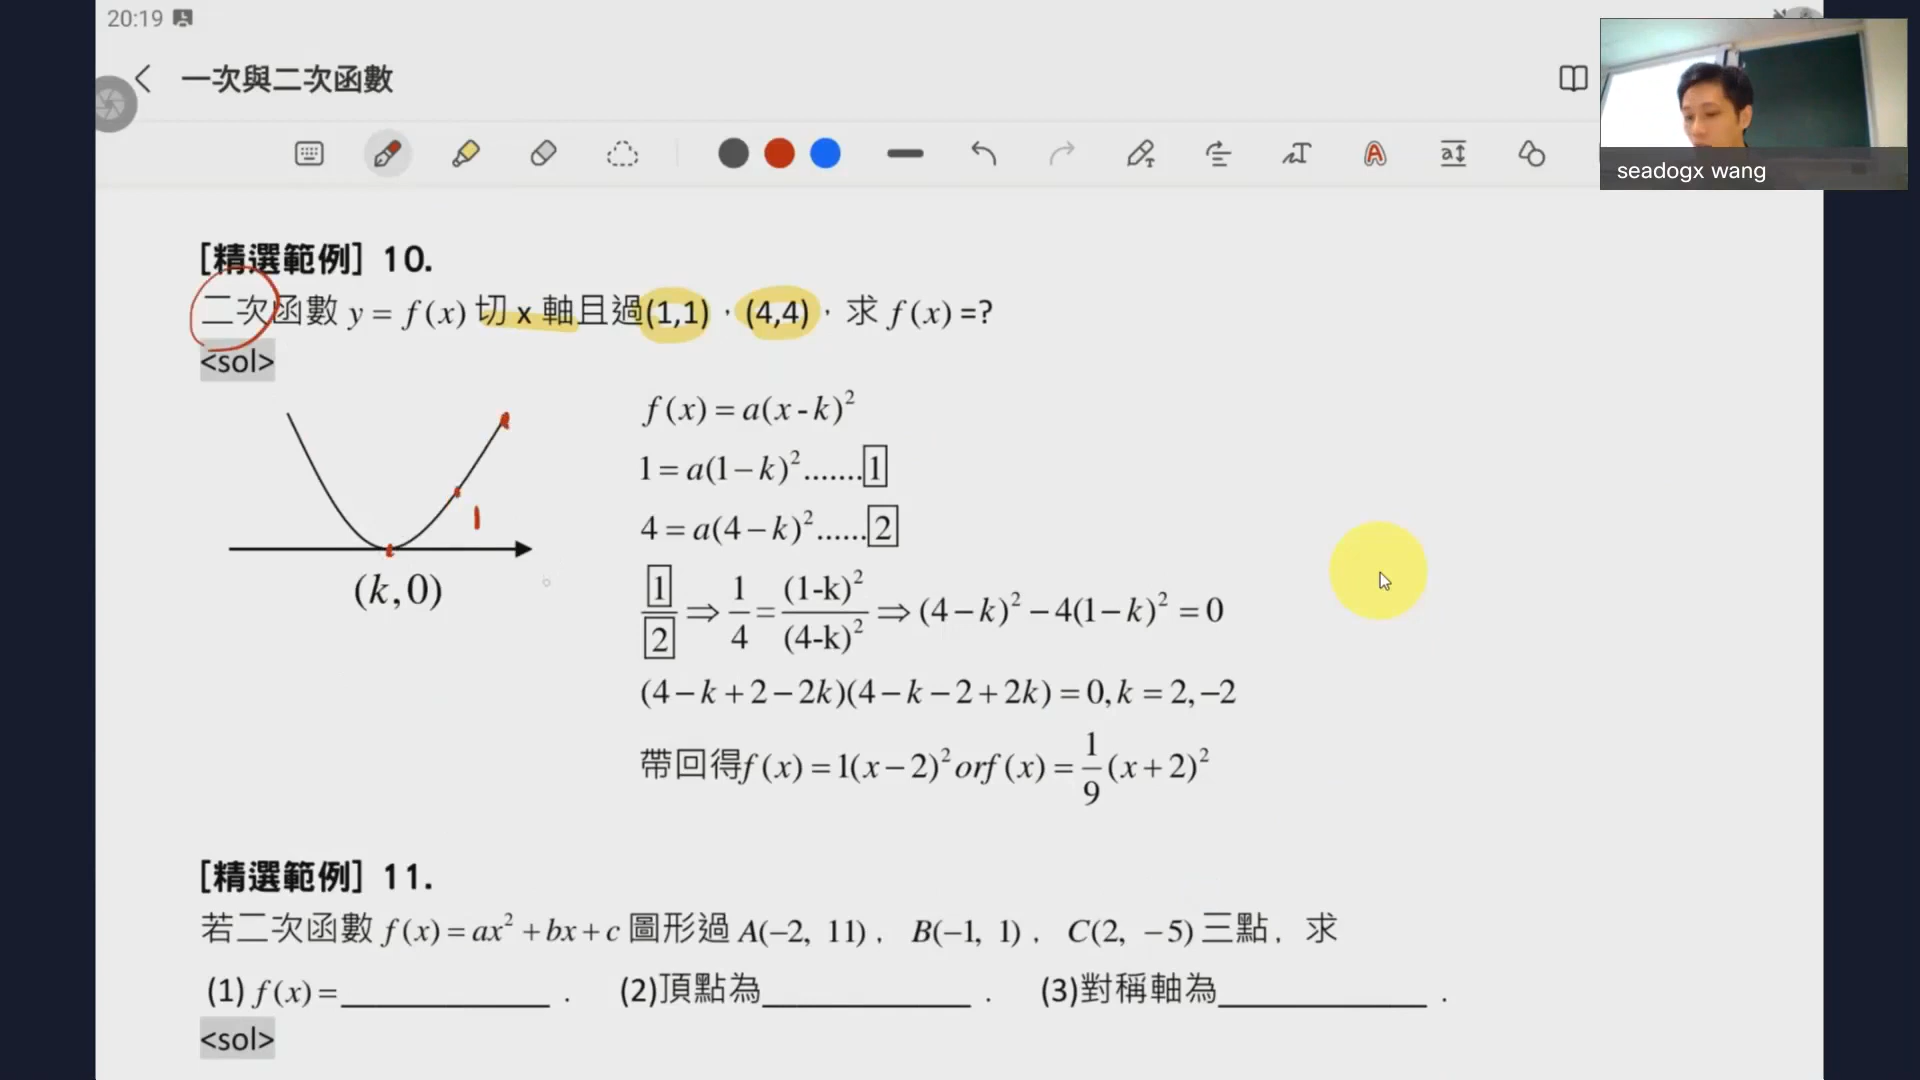 20:19
一次與二次函數
seadogx wang
[精選範例] 10.
二次函數 y = f(x) 切 x 軸且過(1,1)，(4,4)，求 f(x) =?
<sol>
(k,0)
f(x) = a(x-k)²
1 = a(1−k)².......1
4 = a(4−k)²......2
1/2 ⇒ 1/4 = (1-k)²/(4-k)² ⇒ (4−k)² − 4(1−k)² = 0
(4−k+2−2k)(4−k−2+2k) = 0, k = 2, −2
帶回得f(x) = 1(x−2)² orf(x) = 1/9 (x+2)²
[精選範例] 11.
若二次函數 f(x) = ax² + bx + c 圖形過 A(−2, 11)， B(−1, 1)， C(2, −5) 三點，求
(1) f(x) = ____________ . (2)頂點為____________ . (3)對稱軸為____________ .
<sol>